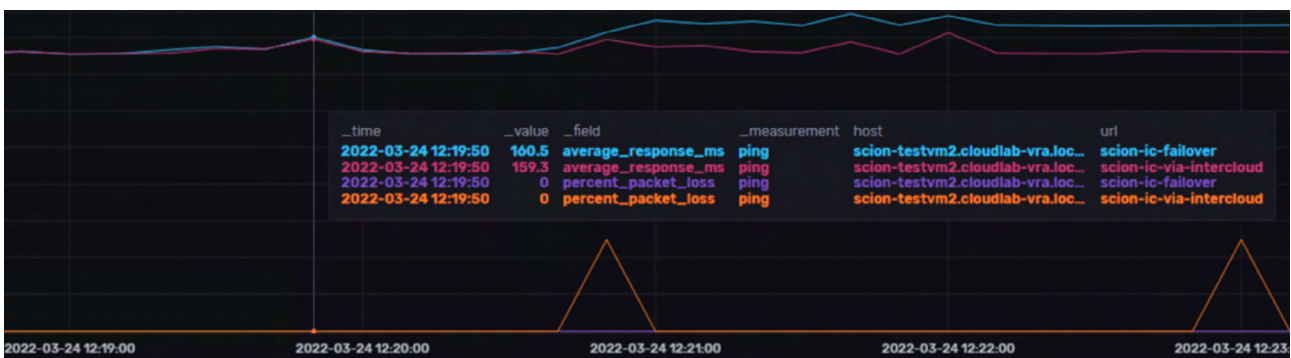 _time _value _field _measurement host url
2022-03-24 12:19:50 160.5 average_response_ms ping scion-testvm2.cloudlab-vra.loc... scion-ic-failover
2022-03-24 12:19:50 159.3 average_response_ms ping scion-testvm2.cloudlab-vra.loc... scion-ic-via-intercloud
2022-03-24 12:19:50 0 percent_packet_loss ping scion-testvm2.cloudlab-vra.loc... scion-ic-failover
2022-03-24 12:19:50 0 percent_packet_loss ping scion-testvm2.cloudlab-vra.loc... scion-ic-via-intercloud
2022-03-24 12:19:00 2022-03-24 12:20:00 2022-03-24 12:21:00 2022-03-24 12:22:00 2022-03-24 12:23: